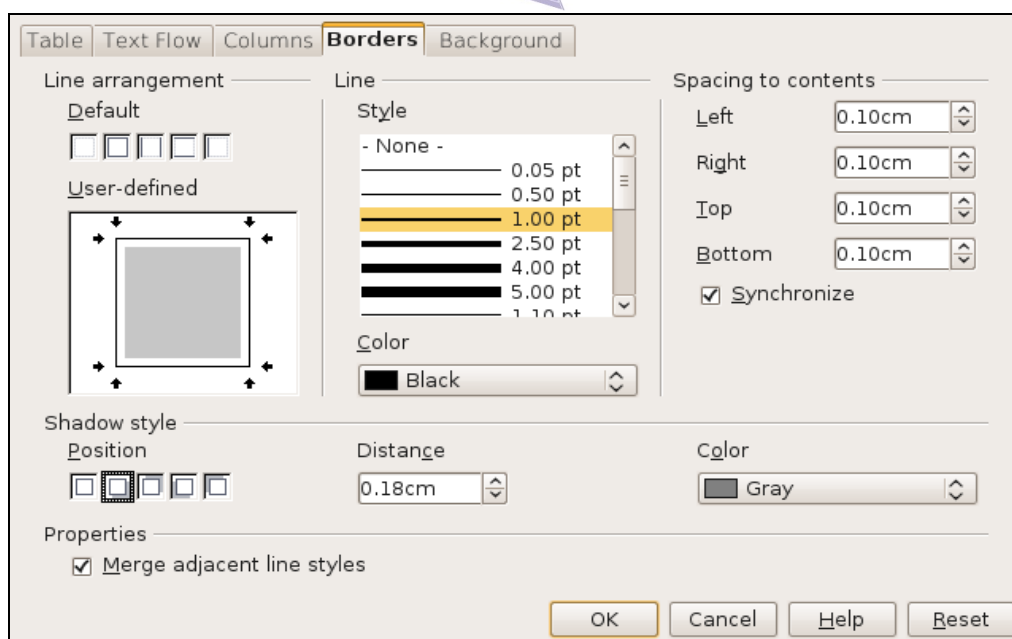 Table Text Flow Columns Borders Background
Line arrangement
Default
User-defined
Line
Style
- None -
0.05 pt
0.50 pt
1.00 pt
2.50 pt
4.00 pt
5.00 pt
1.10 pt
Color
Black
Spacing to contents
Left 0.10cm
Right 0.10cm
Top 0.10cm
Bottom 0.10cm
Synchronize
Shadow style
Position
Distance
0.18cm
Color
Gray
Properties
Merge adjacent line styles
OK Cancel Help Reset